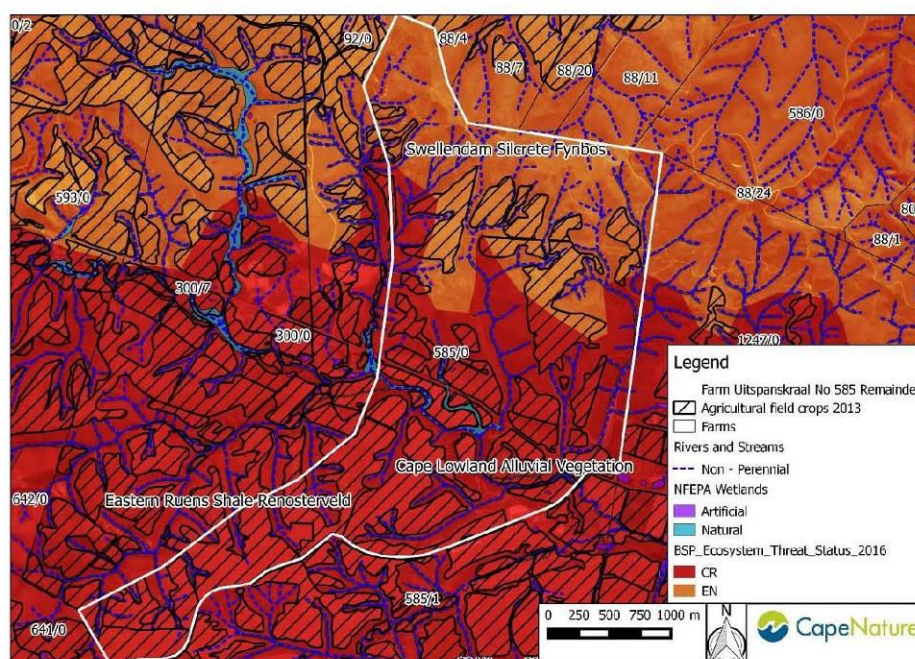 0/2
92/0
88/4
88/7
88/20
88/11
586/0
Swellendam Silcrete Fynbos
593/0
88/24
80
88/1
300/7
300/0
1247/0
585/0
Legend
Farm Uitspanskraal No 585 Remainde
Agricultural field crops 2013
Farms
Rivers and Streams
Non - Perennial
NFEPA Wetlands
Artificial
Natural
BSP_Ecosystem_Threat_Status_2016
CR
EN
Cape Lowland Alluvial Vegetation
Eastern Ruens Shale Renosterveld
642/0
585/1
641/0
0 250 500 750 1000 m
N
CapeNature